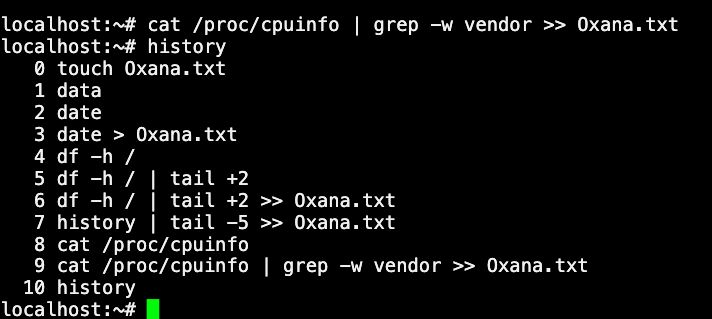 localhost:~# cat /proc/cpuinfo | grep -w vendor >> Oxana.txt
localhost:~# history
   0 touch Oxana.txt
   1 data
   2 date
   3 date > Oxana.txt
   4 df -h /
   5 df -h / | tail +2
   6 df -h / | tail +2 >> Oxana.txt
   7 history | tail -5 >> Oxana.txt
   8 cat /proc/cpuinfo
   9 cat /proc/cpuinfo | grep -w vendor >> Oxana.txt
  10 history
localhost:~#